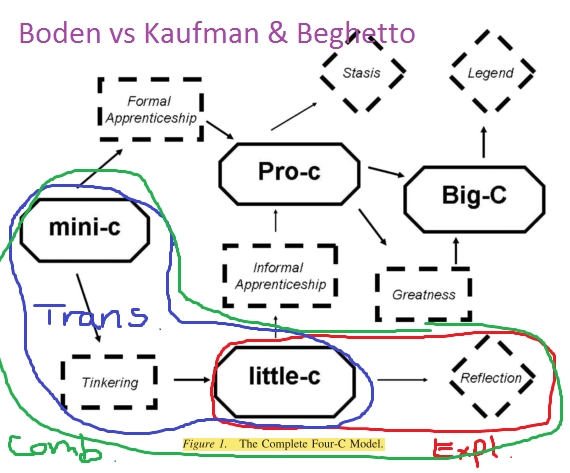 Boden vs Kaufman & Beghetto
Stasis
Legend
Formal
Apprenticeship
Pro-c
Big-C
mini-c
Informal
Apprenticeship
Greatness
Trans.
Tinkering
little-c
Reflection
Comb.
Figure 1. The Complete Four-C Model.
Expl.